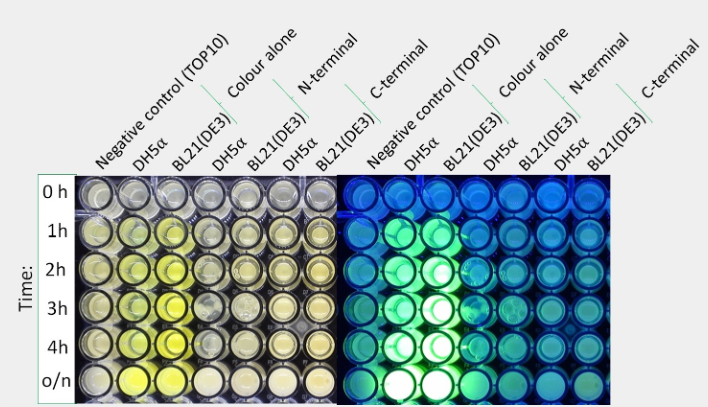 Negative control (TOP10)
DH5α
BL21(DE3)
Colour alone
DH5α
BL21(DE3)
N-terminal
DH5α
BL21(DE3)
C-terminal
Negative control (TOP10)
DH5α
BL21(DE3)
Colour alone
DH5α
BL21(DE3)
N-terminal
DH5α
BL21(DE3)
C-terminal
Time:
0 h
1h
2h
3h
4h
o/n